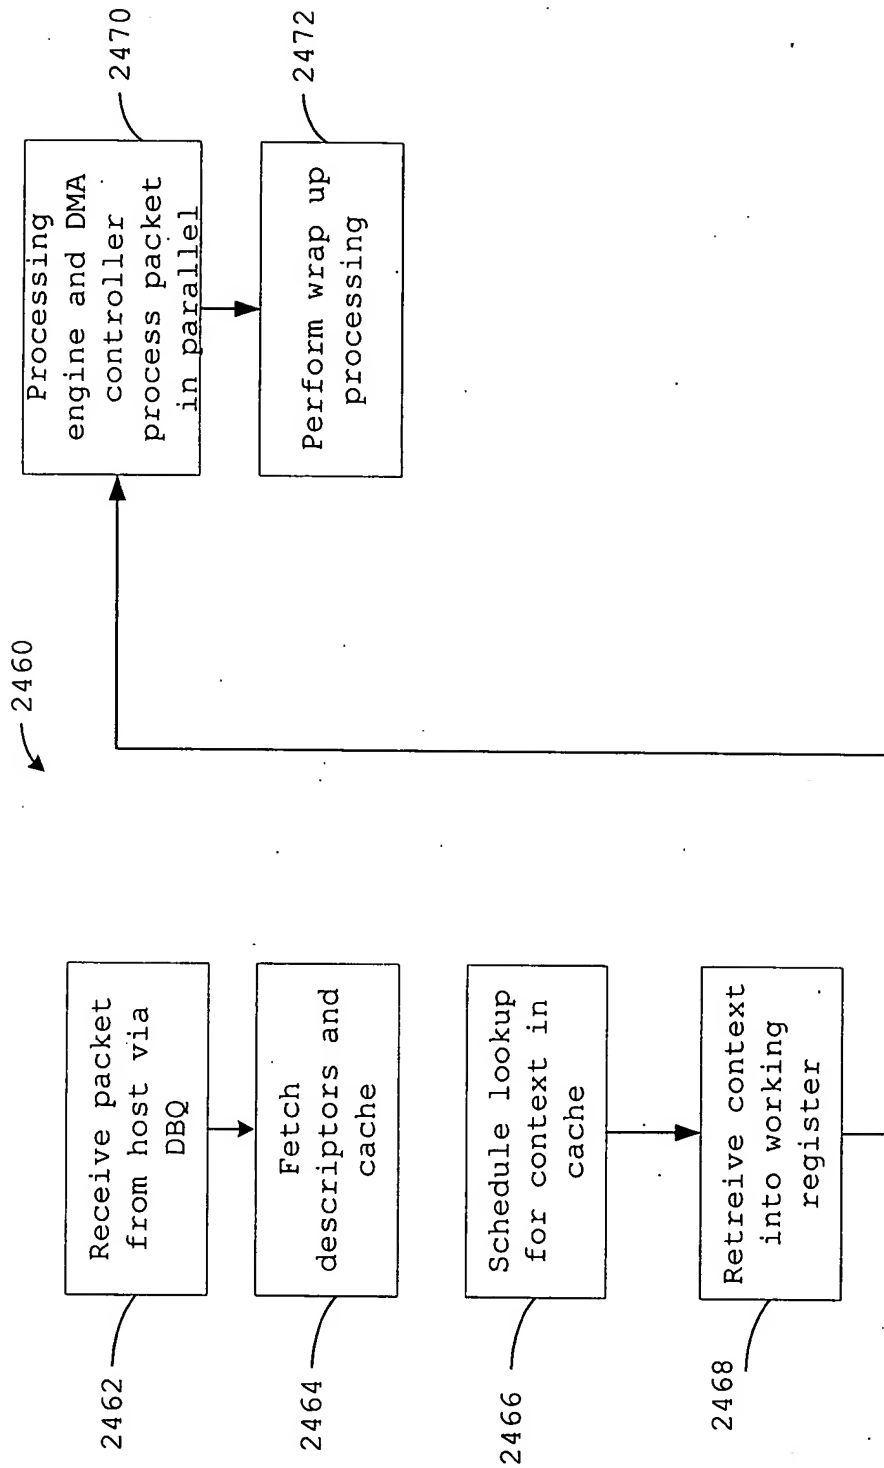 2460
2462
Receive packet
from host via
DBQ
2464
Fetch
descriptors and
cache
2466
Schedule lookup
for context in
cache
2468
Retreive context
into working
register
2470
Processing
engine and DMA
controller
process packet
in parallel
2472
Perform wrap up
processing